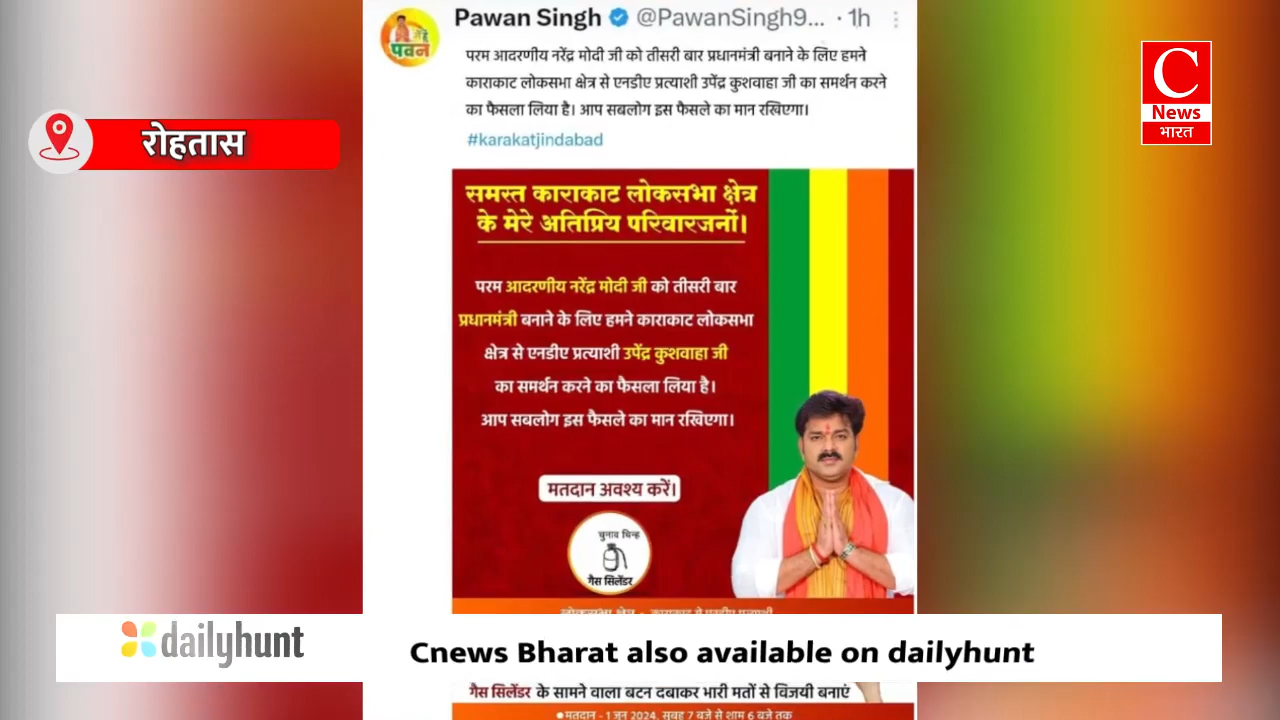 Pawan Singh @PawanSingh9... · 1h
परम आदरणीय नरेंद्र मोदी जी को तीसरी बार प्रधानमंत्री बनाने के लिए हमने
काराकाट लोकसभा क्षेत्र से एनडीए प्रत्याशी उपेंद्र कुशवाहा जी का समर्थन करने
का फैसला लिया है। आप सबलोग इस फैसले का मान रखिएगा।
#karakatjindabad
पवन
रोहतास
C
News
भारत
समस्त काराकाट लोकसभा क्षेत्र
के मेरे अतिप्रिय परिवारजनों।
परम आदरणीय नरेंद्र मोदी जी को तीसरी बार
प्रधानमंत्री बनाने के लिए हमने काराकाट लोकसभा
क्षेत्र से एनडीए प्रत्याशी उपेंद्र कुशवाहा जी
का समर्थन करने का फैसला लिया है।
आप सबलोग इस फैसले का मान रखिएगा।
मतदान अवश्य करें।
चुनाव चिन्ह
गैस सिलेंडर
लोकसभा क्षेत्र - काराकाट से एनडीए प्रत्याशी
dailyhunt
Cnews Bharat also available on dailyhunt
गैस सिलेंडर के सामने वाला बटन दबाकर भारी मतों से विजयी बनाएं
●मतदान - 1 जून 2024, सुबह 7 बजे से शाम 6 बजे तक